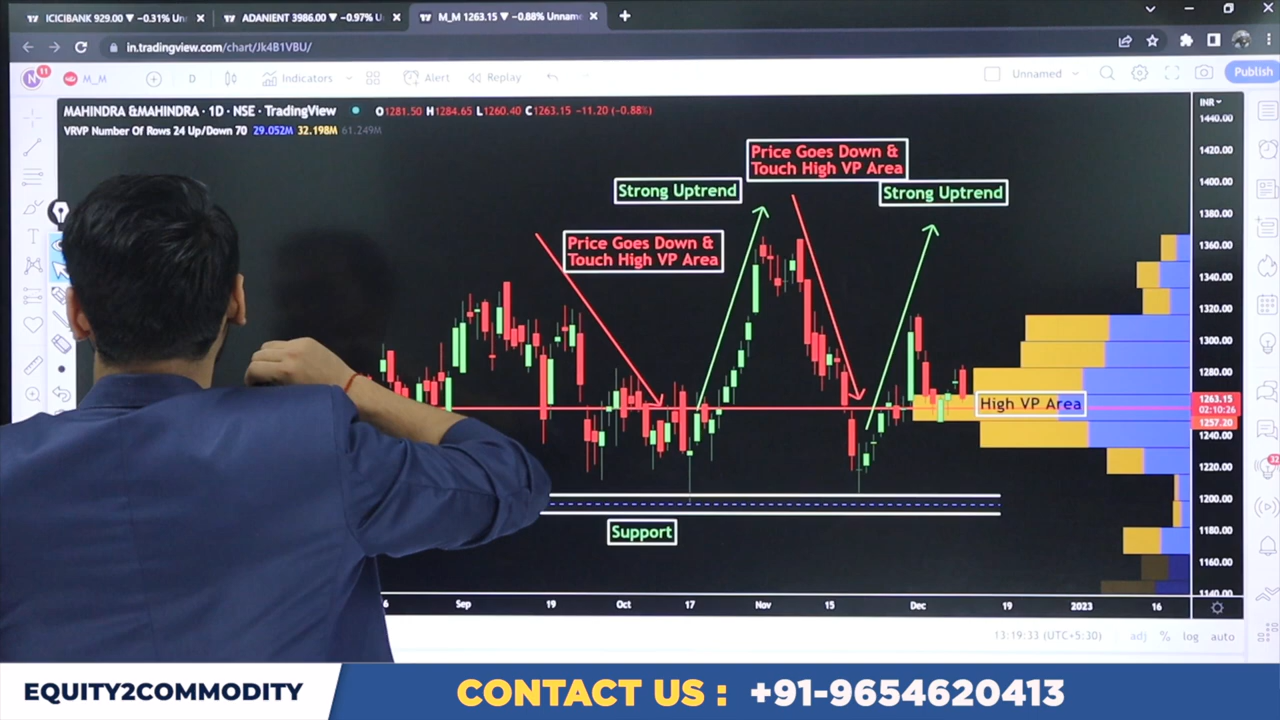 ICICIBANK 929.00 ▼ −0.31% Unn
ADANIENT 3986.00 ▼ −0.97% U
M_M 1263.15 ▼ −0.88% Unnam
in.tradingview.com/chart/Jk4B1VBU/
N 11
M_M
D
Indicators
Alert
Replay
Unnamed
Publish
MAHINDRA &MAHINDRA · 1D · NSE · TradingView
O1281.50 H1284.65 L1260.40 C1263.15 −11.20 (−0.88%)
VRVP Number Of Rows 24 Up/Down 70 29.052M 32.198M 61.249M
INR
1440.00
1420.00
1400.00
1380.00
1360.00
1340.00
1320.00
1300.00
1280.00
1263.15
02:10:26
1257.20
1240.00
1220.00
1200.00
1180.00
1160.00
1140.00
Price Goes Down &
Touch High VP Area
Strong Uptrend
Strong Uptrend
Price Goes Down &
Touch High VP Area
High VP Area
Support
6
Sep
19
Oct
17
Nov
15
Dec
19
2023
16
13:19:33 (UTC+5:30)
adj
%
log
auto
EQUITY2COMMODITY
CONTACT US : +91-9654620413